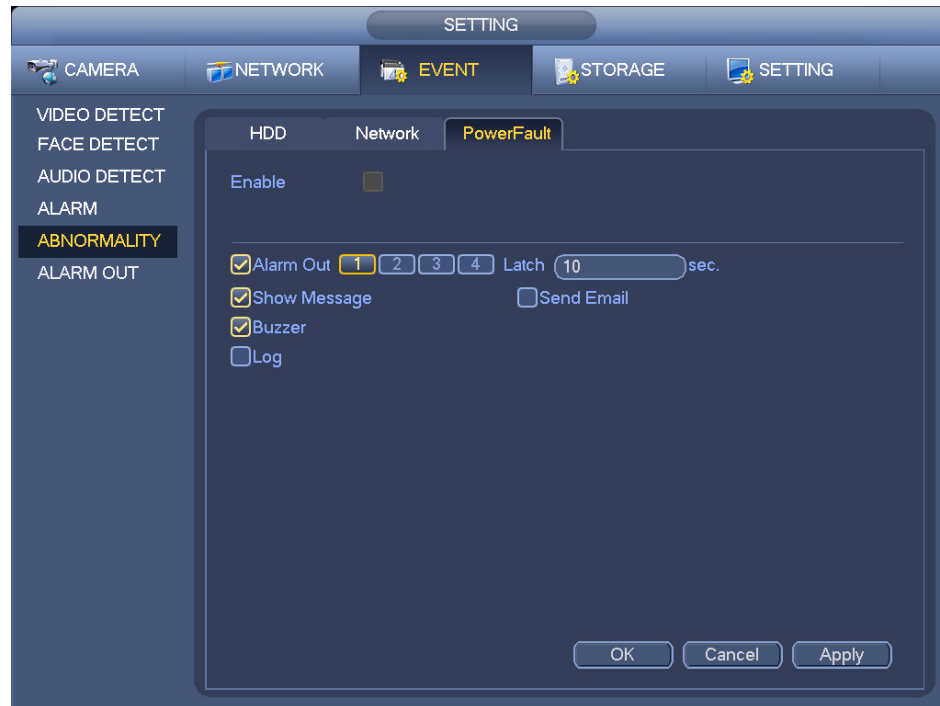 SETTING
CAMERA NETWORK EVENT STORAGE SETTING
VIDEO DETECT
FACE DETECT
AUDIO DETECT
ALARM
ABNORMALITY
ALARM OUT
HDD Network PowerFault
Enable
Alarm Out 1 2 3 4 Latch 10 sec.
Show Message Send Email
Buzzer
Log
OK Cancel Apply